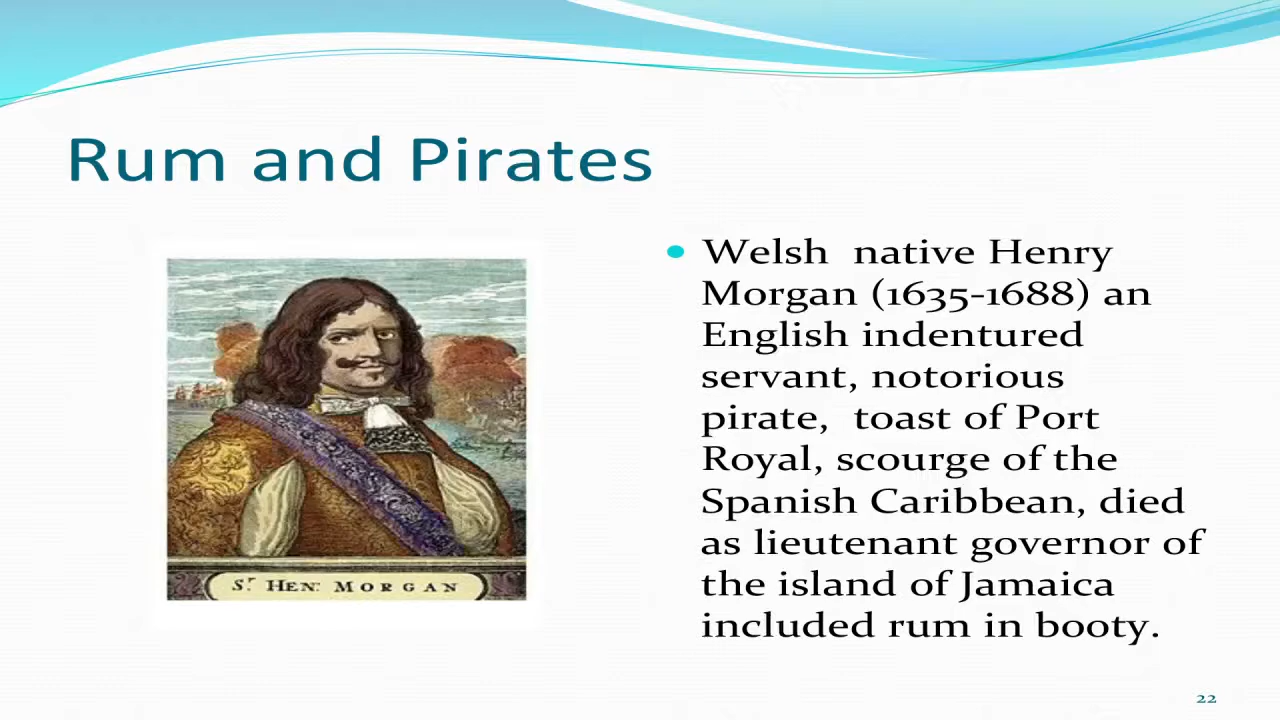 Rum and Pirates
• Welsh  native Henry
Morgan (1635-1688) an
English indentured
servant, notorious
pirate,  toast of Port
Royal, scourge of the
Spanish Caribbean, died
as lieutenant governor of
the island of Jamaica
included rum in booty.
Sr. HEN: MORGAN
22